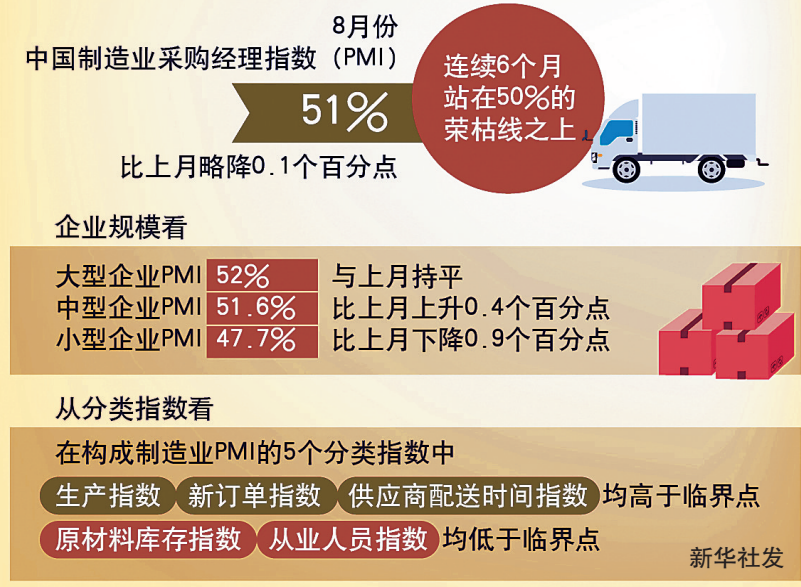 8月份
中国制造业采购经理指数（PMI）
51%
比上月略降0.1个百分点
连续6个月
站在50%的
荣枯线之上
企业规模看
大型企业PMI 52% 与上月持平
中型企业PMI 51.6% 比上月上升0.4个百分点
小型企业PMI 47.7% 比上月下降0.9个百分点
从分类指数看
在构成制造业PMI的5个分类指数中
生产指数 新订单指数 供应商配送时间指数 均高于临界点
原材料库存指数 从业人员指数 均低于临界点
新华社发